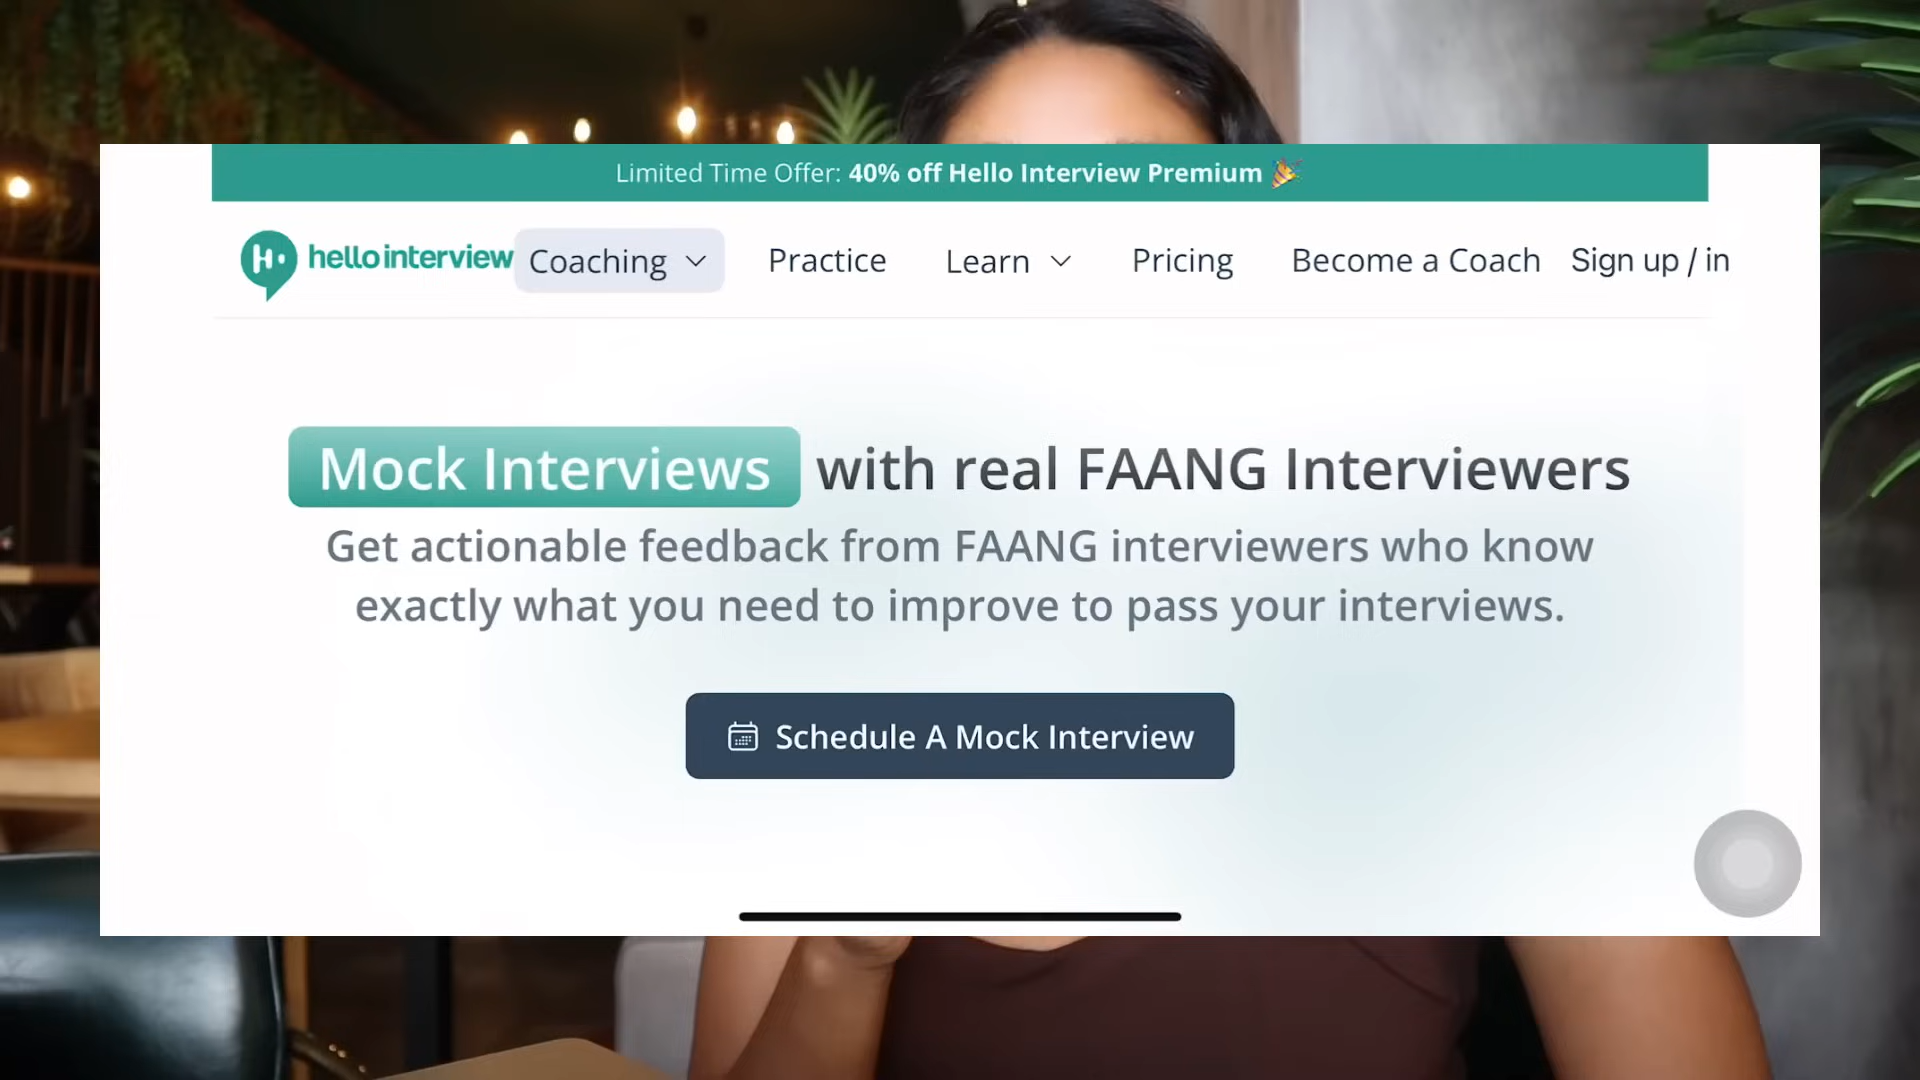 Limited Time Offer: 40% off Hello Interview Premium 🎉
hellointerview Coaching Practice Learn Pricing Become a Coach Sign up / in
Mock Interviews with real FAANG Interviewers
Get actionable feedback from FAANG interviewers who know
exactly what you need to improve to pass your interviews.
Schedule A Mock Interview